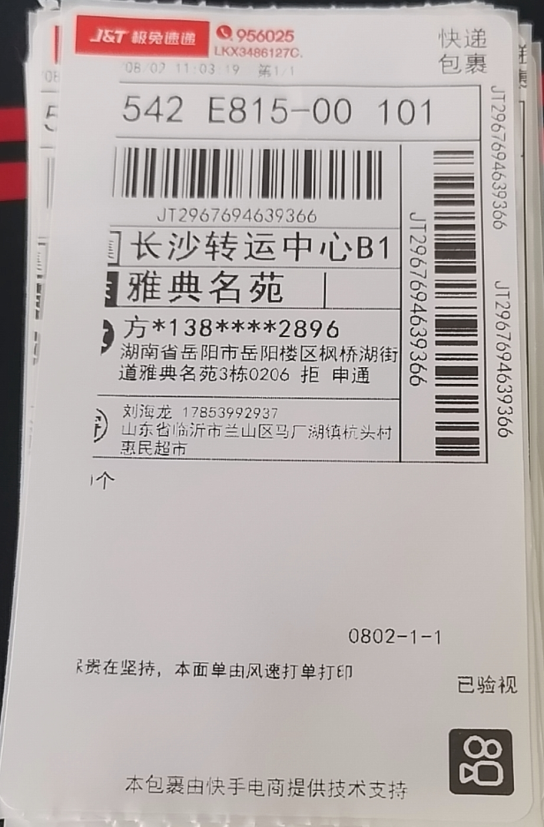 J&T 极兔速递
956025
LKX3486127C.
快递
包裹
08/02 11:03:19 第1/1
542 E815-00 101
JT2967694639366
JT2967694639366
JT2967694639366
JT2967694639366
长沙转运中心B1
雅典名苑
方*138****2896
湖南省岳阳市岳阳楼区枫桥湖街
道雅典名苑3栋0206 拒 申通
刘海龙 17853992937
山东省临沂市兰山区马厂湖镇杭头村
惠民超市
个
0802-1-1
贵在坚持，本面单由风速打单打印
已验视
本包裹由快手电商提供技术支持